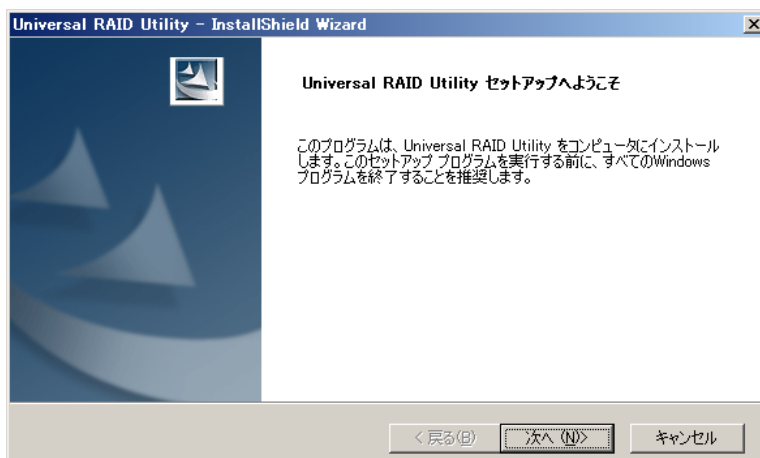 Universal RAID Utility - InstallShield Wizard
Universal RAID Utility セットアップへようこそ
このプログラムは、Universal RAID Utility をコンピュータにインストール
します。このセットアップ プログラムを実行する前に、すべてのWindows
プログラムを終了することを推奨します。
< 戻る(B) 次へ (N)> キャンセル